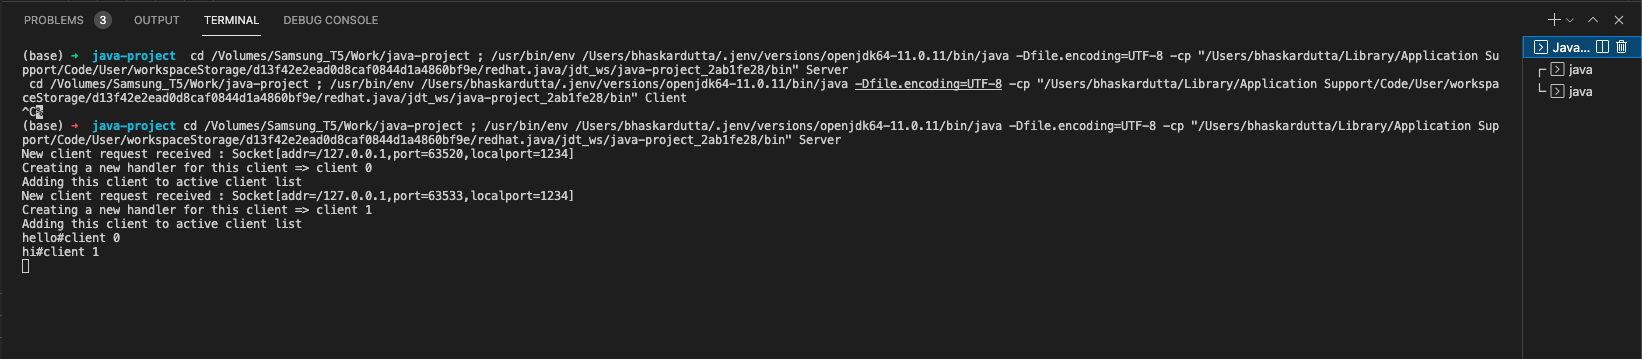 PROBLEMS 3 OUTPUT TERMINAL DEBUG CONSOLE
(base) ➜ java-project cd /Volumes/Samsung_T5/Work/java-project ; /usr/bin/env /Users/bhaskardutta/.jenv/versions/openjdk64-11.0.11/bin/java -Dfile.encoding=UTF-8 -cp "/Users/bhaskardutta/Library/Application Su
pport/Code/User/workspaceStorage/d13f42e2ead0d8caf0844d1a4860bf9e/redhat.java/jdt_ws/java-project_2ab1fe28/bin" Server
cd /Volumes/Samsung_T5/Work/java-project ; /usr/bin/env /Users/bhaskardutta/.jenv/versions/openjdk64-11.0.11/bin/java -Dfile.encoding=UTF-8 -cp "/Users/bhaskardutta/Library/Application Support/Code/User/workspa
ceStorage/d13f42e2ead0d8caf0844d1a4860bf9e/redhat.java/jdt_ws/java-project_2ab1fe28/bin" Client
^C%
(base) ➜ java-project cd /Volumes/Samsung_T5/Work/java-project ; /usr/bin/env /Users/bhaskardutta/.jenv/versions/openjdk64-11.0.11/bin/java -Dfile.encoding=UTF-8 -cp "/Users/bhaskardutta/Library/Application Sup
port/Code/User/workspaceStorage/d13f42e2ead0d8caf0844d1a4860bf9e/redhat.java/jdt_ws/java-project_2ab1fe28/bin" Server
New client request received : Socket[addr=/127.0.0.1,port=63520,localport=1234]
Creating a new handler for this client => client 0
Adding this client to active client list
New client request received : Socket[addr=/127.0.0.1,port=63533,localport=1234]
Creating a new handler for this client => client 1
Adding this client to active client list
hello#client 0
hi#client 1
Java...
java
java